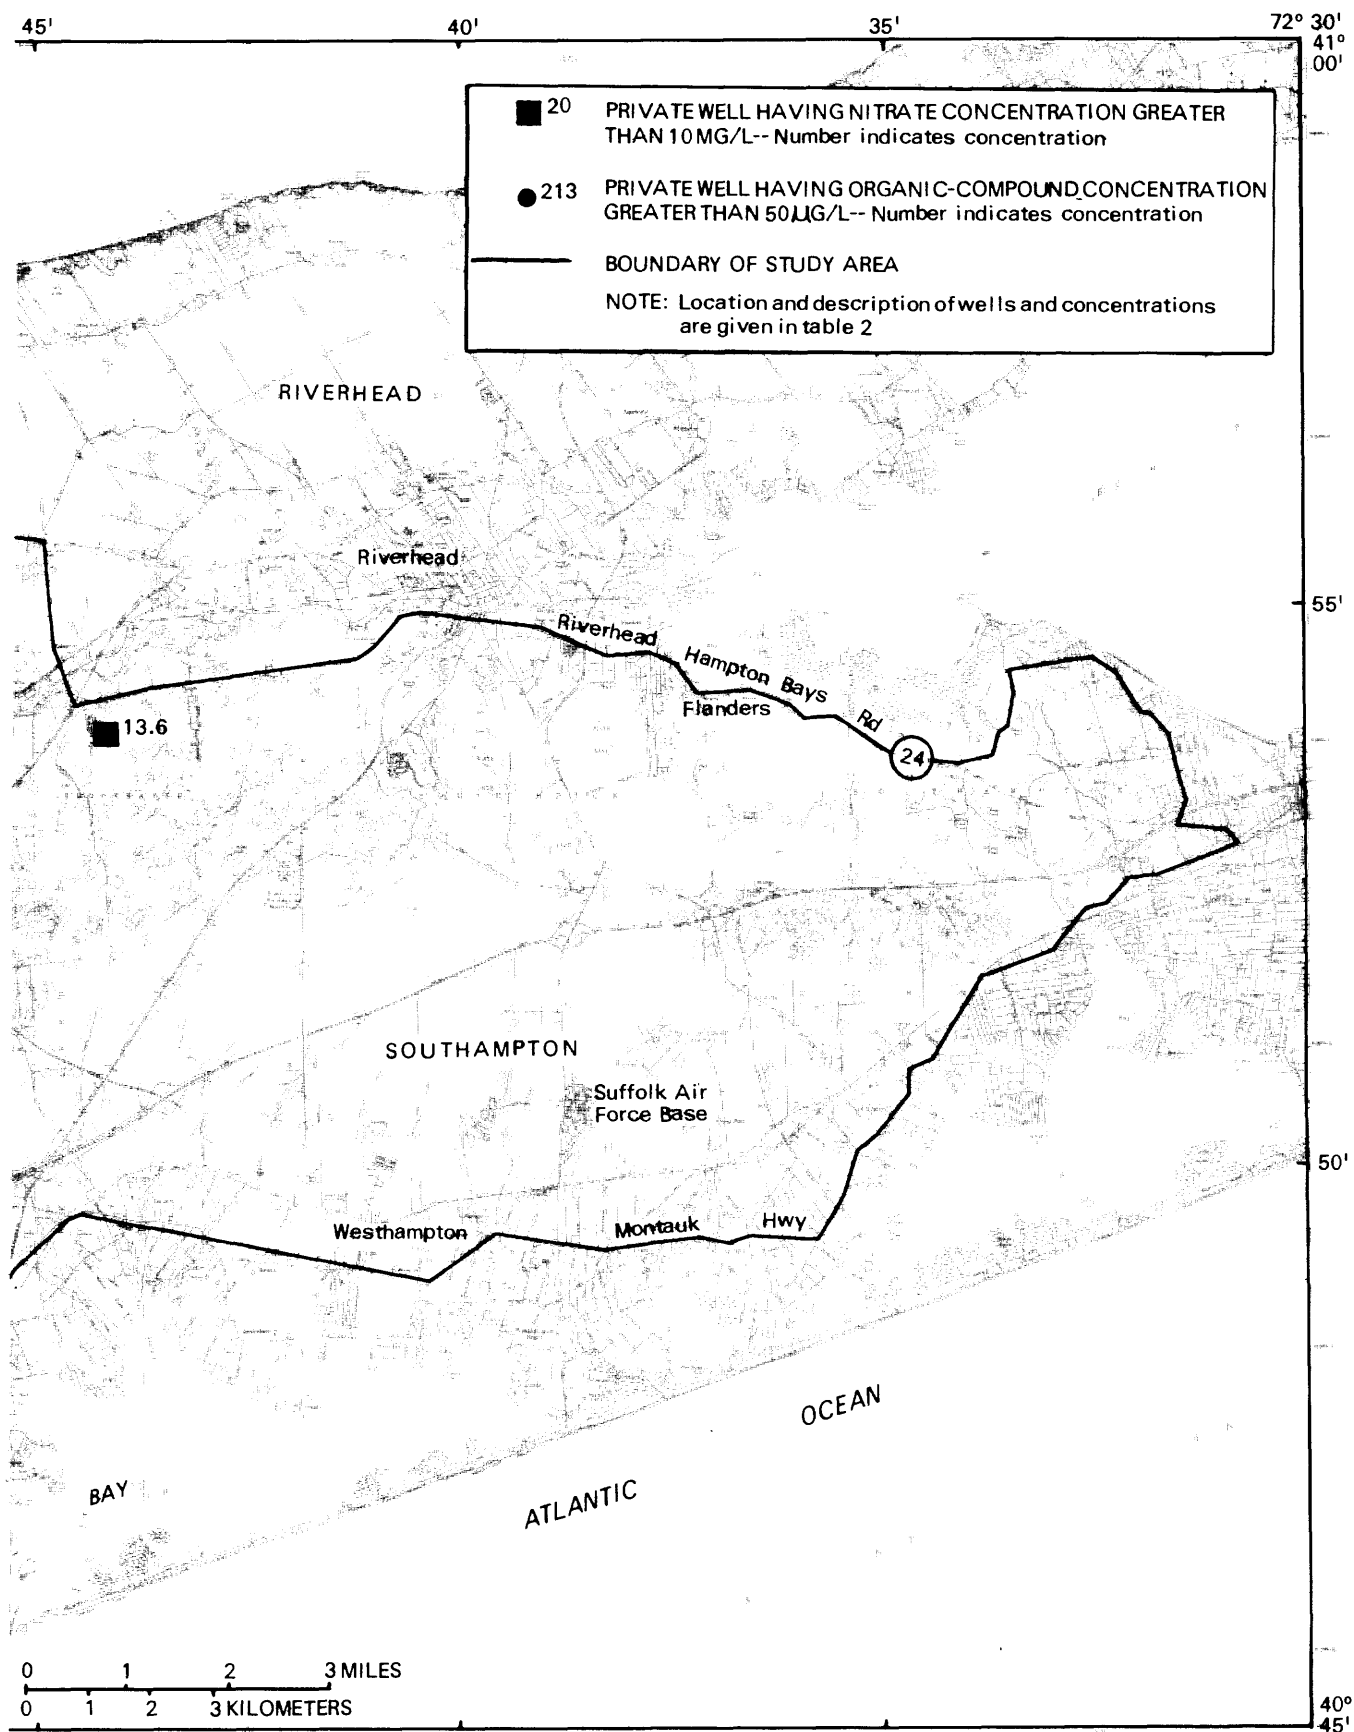 45'
40'
35'
72° 30'
41°
00'
20 PRIVATE WELL HAVING NITRATE CONCENTRATION GREATER
THAN 10 MG/L-- Number indicates concentration
213 PRIVATE WELL HAVING ORGANIC-COMPOUND CONCENTRATION
GREATER THAN 50 µG/L-- Number indicates concentration
BOUNDARY OF STUDY AREA
NOTE: Location and description of wells and concentrations
are given in table 2
RIVERHEAD
Riverhead
55'
Riverhead Hampton Bays Rd
Flanders
13.6
24
SOUTHAMPTON
Suffolk Air
Force Base
50'
Westhampton
Montauk Hwy
ATLANTIC OCEAN
BAY
0 1 2 3 MILES
0 1 2 3 KILOMETERS
40°
45'